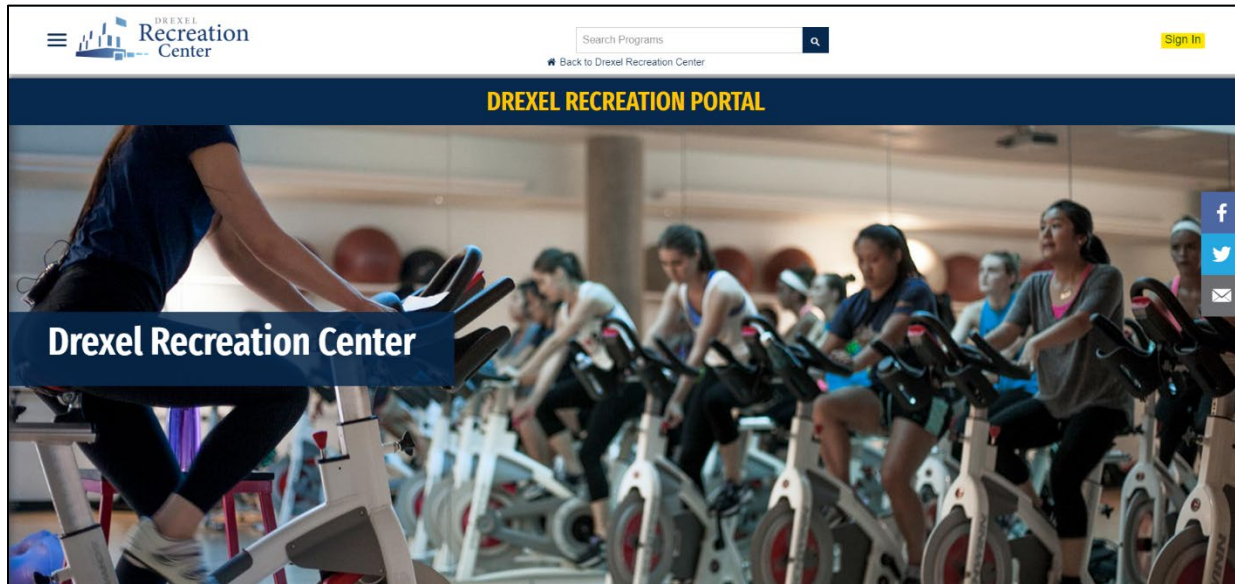 DREXEL
Recreation
Center
Search Programs
Back to Drexel Recreation Center
Sign In
DREXEL RECREATION PORTAL
Drexel Recreation Center